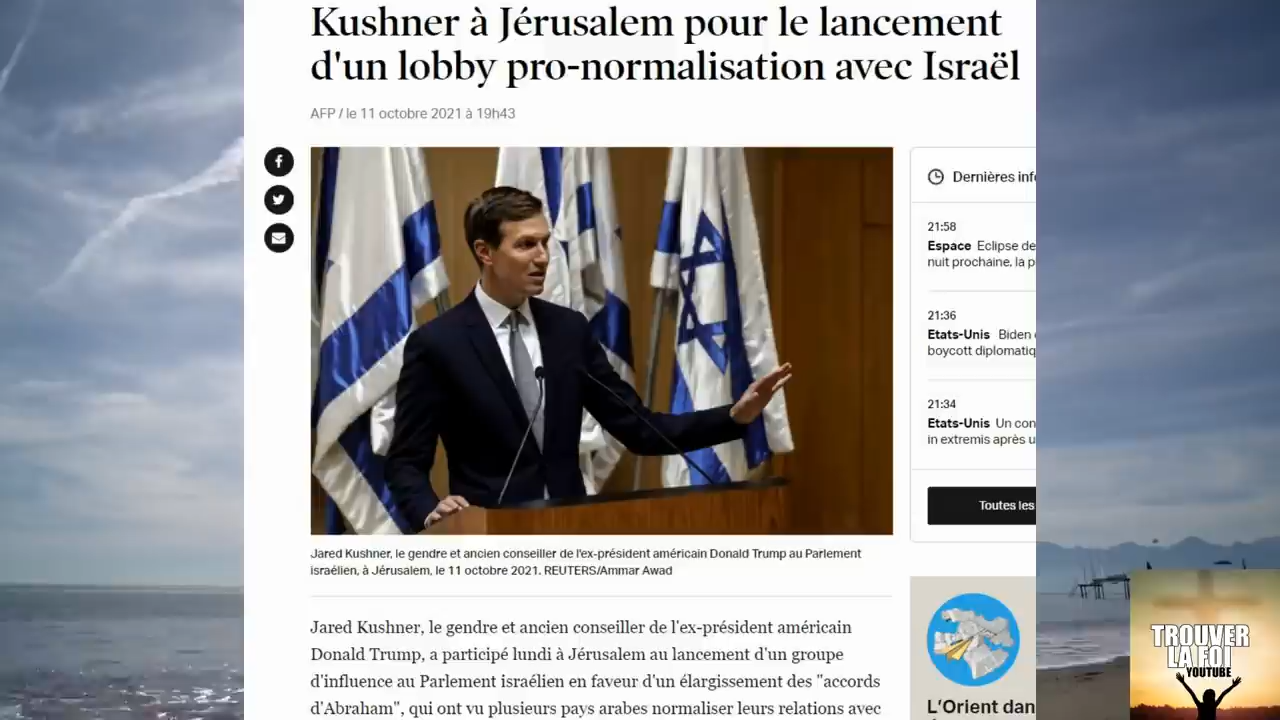 Kushner à Jérusalem pour le lancement
d'un lobby pro-normalisation avec Israël
AFP / le 11 octobre 2021 à 19h43
Jared Kushner, le gendre et ancien conseiller de l'ex-président américain Donald Trump au Parlement
israélien, à Jérusalem, le 11 octobre 2021. REUTERS/Ammar Awad
Jared Kushner, le gendre et ancien conseiller de l'ex-président américain
Donald Trump, a participé lundi à Jérusalem au lancement d'un groupe
d'influence au Parlement israélien en faveur d'un élargissement des "accords
d'Abraham", qui ont vu plusieurs pays arabes normaliser leurs relations avec
Dernières
21:58
Espace Eclipse de
nuit prochaine, la
21:36
Etats-Unis Biden
boycott
21:34
Etats-Unis Un
in extremis après
Toutes les
L'Orient dan
TROUVER
LA FOI
YOUTUBE